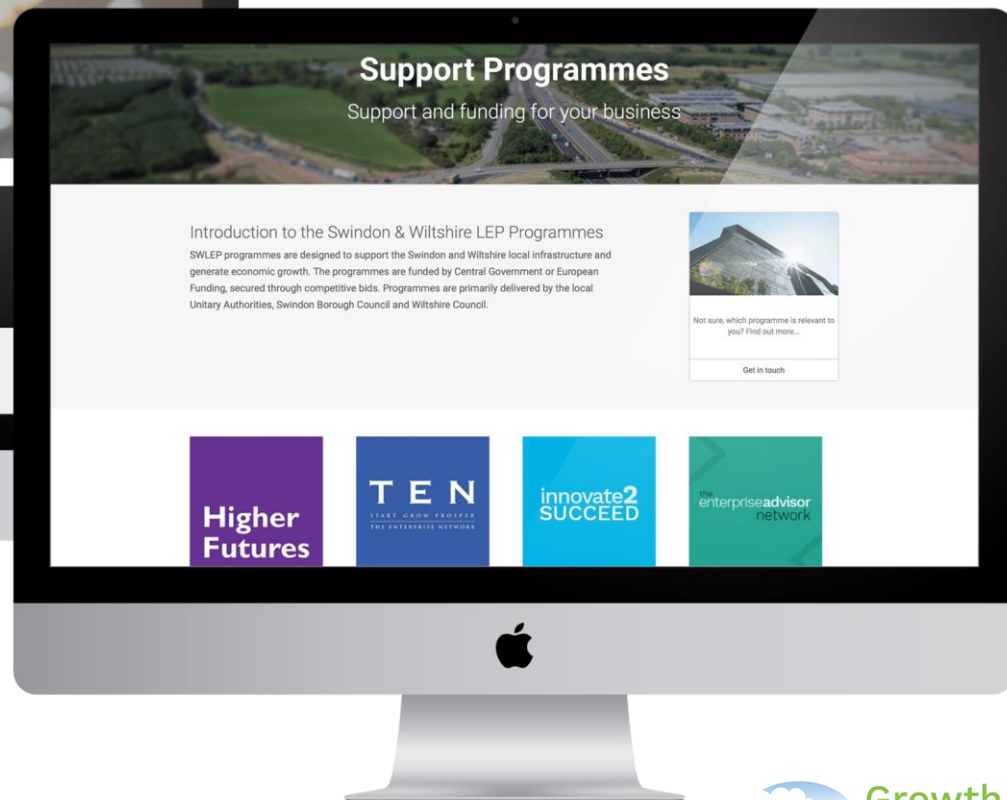 Support Programmes
Support and funding for your business
Introduction to the Swindon & Wiltshire LEP Programmes
SWLEP programmes are designed to support the Swindon and Wiltshire local infrastructure and
generate economic growth. The programmes are funded by Central Government or European
Funding, secured through competitive bids. Programmes are primarily delivered by the local
Unitary Authorities, Swindon Borough Council and Wiltshire Council.
Not sure, which programme is relevant to
you? Find out more...
Get in touch
Higher
Futures
TEN
START GROW PROSPER
THE ENTERPRISE NETWORK
innovate2
SUCCEED
the
enterpriseadvisor
network
Growth